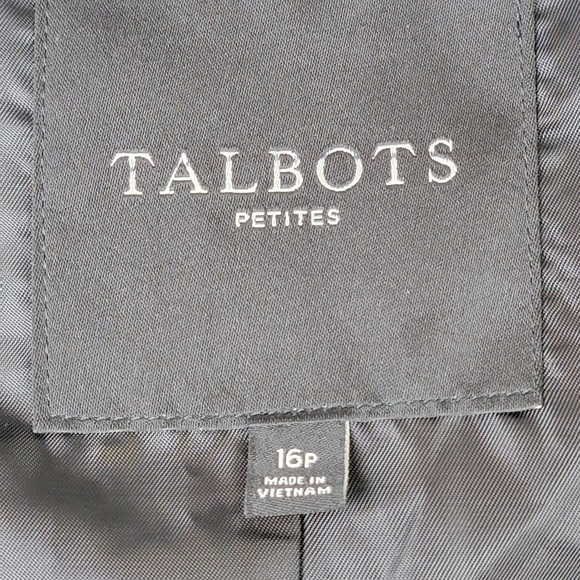 TALBOTS
PETITES
16P
MADE IN
VIETNAM